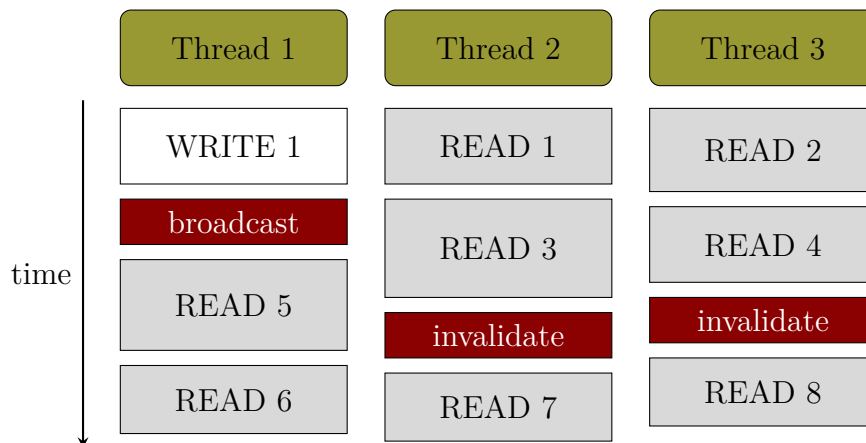 Thread 1
Thread 2
Thread 3
WRITE 1
READ 1
READ 2
broadcast
READ 3
READ 4
time
READ 5
invalidate
invalidate
READ 6
READ 7
READ 8